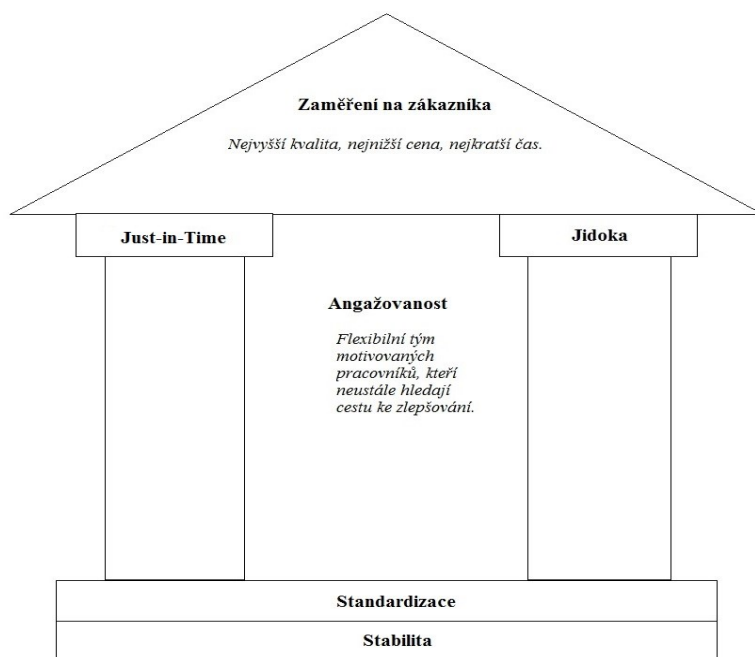 Zaměření na zákazníka
Nejvyšší kvalita, nejnižší cena, nejkratší čas.
Just-in-Time
Jidoka
Angažovanost
Flexibilní tým
motivovaných
pracovníků, kteří
neustále hledají
cestu ke zlepšování.
Standardizace
Stabilita